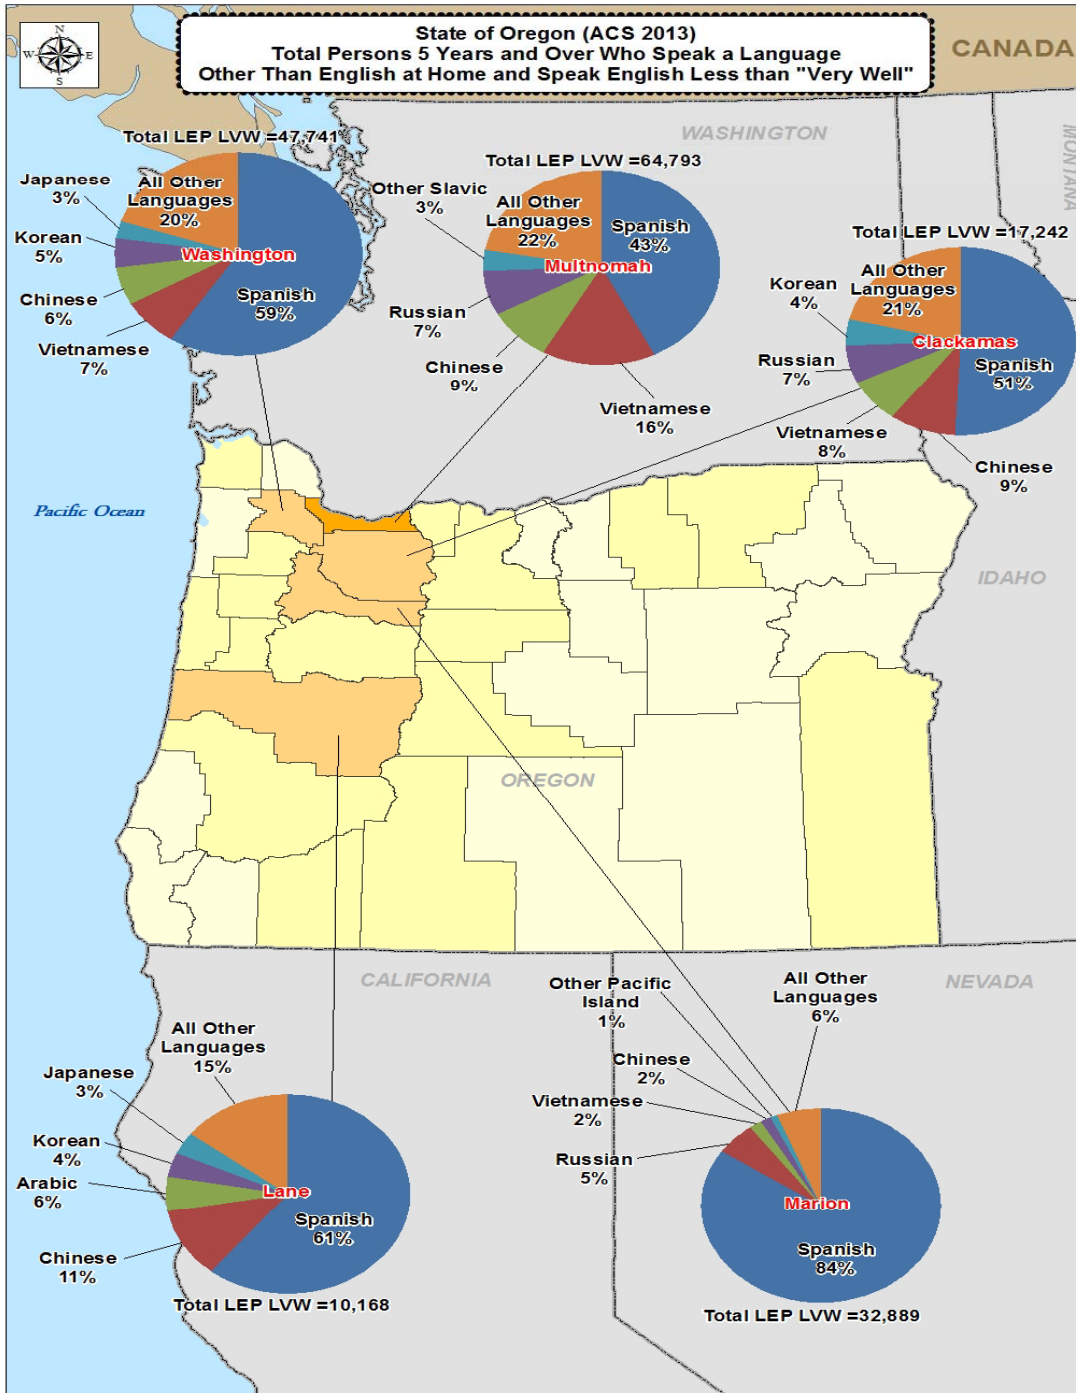 State of Oregon (ACS 2013)
Total Persons 5 Years and Over Who Speak a Language
Other Than English at Home and Speak English Less than "Very Well"
N
W
E
S
CANADA
WASHINGTON
MONTANA
Total LEP LVW =47,741
Japanese
3%
All Other
Languages
20%
Korean
5%
Washington
Chinese
6%
Spanish
59%
Vietnamese
7%
Total LEP LVW =64,793
Other Slavic
3%
All Other
Languages
22%
Spanish
43%
Multnomah
Russian
7%
Chinese
9%
Vietnamese
16%
Total LEP LVW =17,242
Korean
4%
All Other
Languages
21%
Clackamas
Russian
7%
Spanish
51%
Vietnamese
8%
Chinese
9%
Pacific Ocean
IDAHO
OREGON
CALIFORNIA
NEVADA
All Other
Languages
15%
Japanese
3%
Korean
4%
Arabic
6%
Lane
Spanish
61%
Chinese
11%
Total LEP LVW =10,168
Other Pacific
Island
1%
All Other
Languages
6%
Chinese
2%
Vietnamese
2%
Russian
5%
Marion
Spanish
84%
Total LEP LVW =32,889